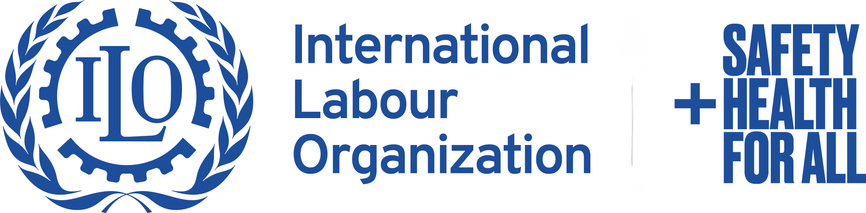 ILO
International
Labour
Organization
SAFETY
+HEALTH
FOR ALL